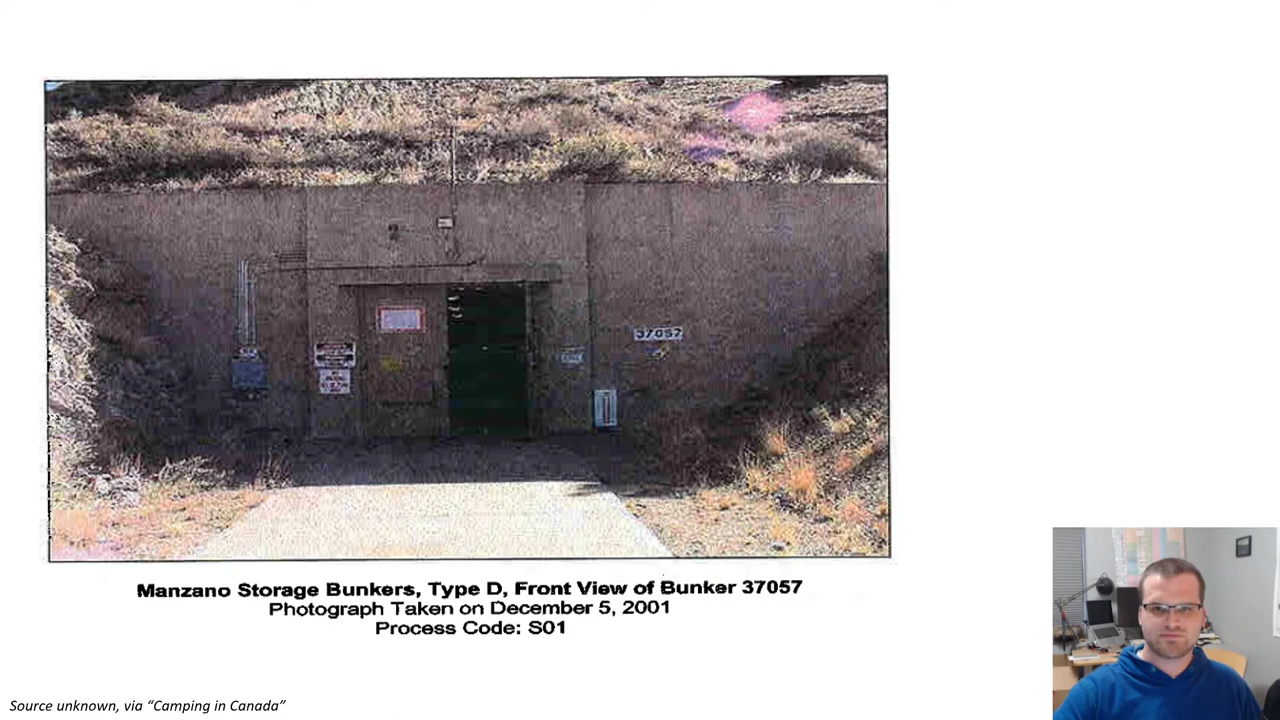 37057
Manzano Storage Bunkers, Type D, Front View of Bunker 37057
Photograph Taken on December 5, 2001
Process Code: S01
Source unknown, via “Camping in Canada”